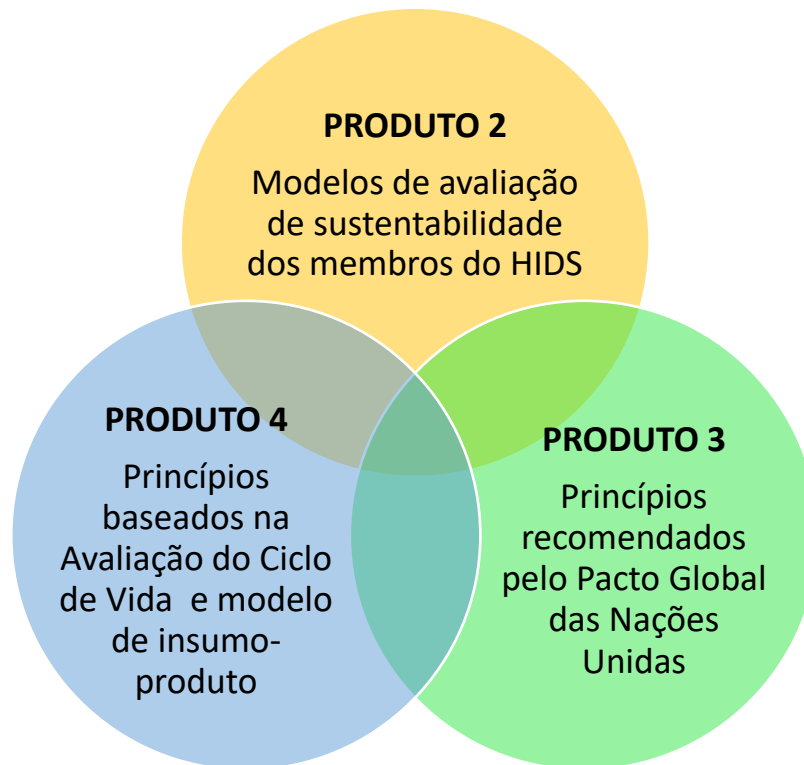 PRODUTO 2
Modelos de avaliação
de sustentabilidade
dos membros do HIDS
PRODUTO 4
Princípios
baseados na
Avaliação do Ciclo
de Vida e modelo
de insumo-
produto
PRODUTO 3
Princípios
recomendados
pelo Pacto Global
das Nações
Unidas